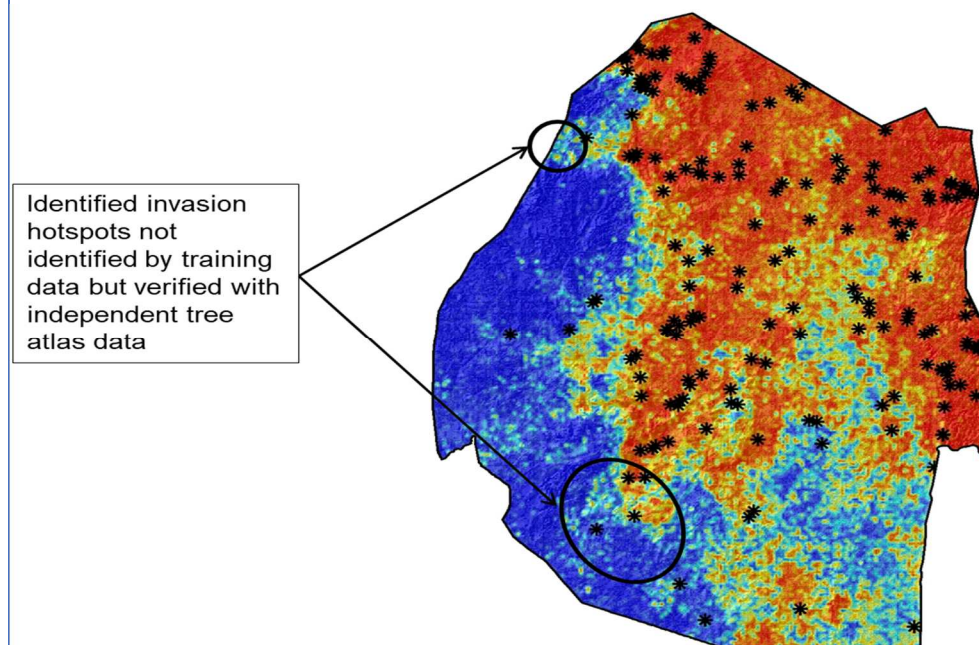 Identified invasion
hotspots not
identified by training
data but verified with
independent tree
atlas data